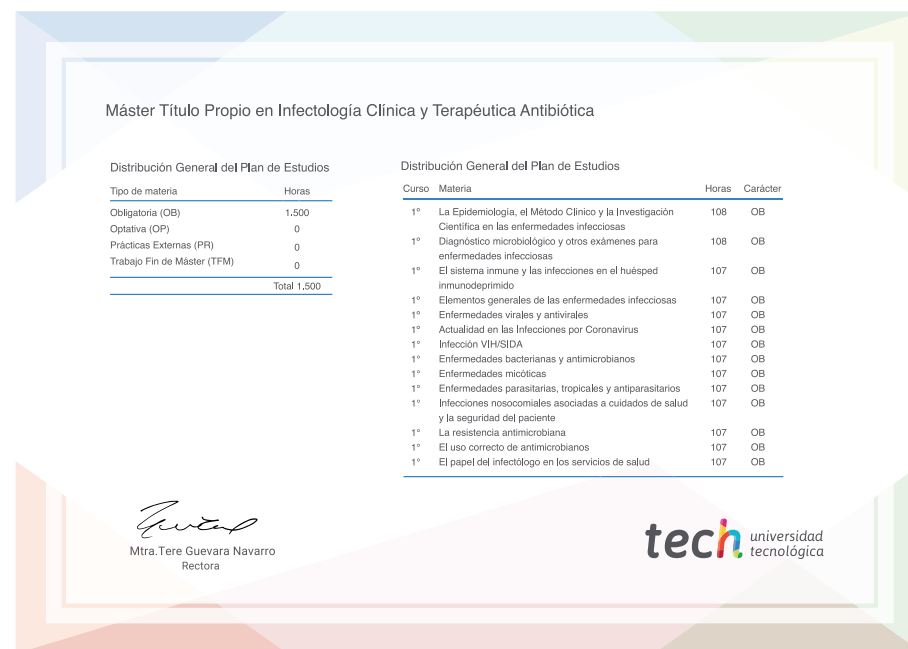 Máster Título Propio en Infectología Clínica y Terapéutica Antibiótica
Distribución General del Plan de Estudios
Tipo de materia Horas
Obligatoria (OB) 1.500
Optativa (OP) 0
Prácticas Externas (PR) 0
Trabajo Fin de Máster (TFM) 0
Total 1.500
Distribución General del Plan de Estudios
Curso Materia Horas Carácter
1º La Epidemiología, el Método Clínico y la Investigación 108 OB
Científica en las enfermedades infecciosas
1º Diagnóstico microbiológico y otros exámenes para 108 OB
enfermedades infecciosas
1º El sistema inmune y las infecciones en el huésped 107 OB
inmunodeprimido
1º Elementos generales de las enfermedades infecciosas 107 OB
1º Enfermedades virales y antivirales 107 OB
1º Actualidad en las Infecciones por Coronavirus 107 OB
1º Infección VIH/SIDA 107 OB
1º Enfermedades bacterianas y antimicrobianos 107 OB
1º Enfermedades micóticas 107 OB
1º Enfermedades parasitarias, tropicales y antiparasitarios 107 OB
1º Infecciones nosocomiales asociadas a cuidados de salud 107 OB
y la seguridad del paciente
1º La resistencia antimicrobiana 107 OB
1º El uso correcto de antimicrobianos 107 OB
1º El papel del infectólogo en los servicios de salud 107 OB
Mtra.Tere Guevara Navarro
Rectora
tech universidad
tecnológica